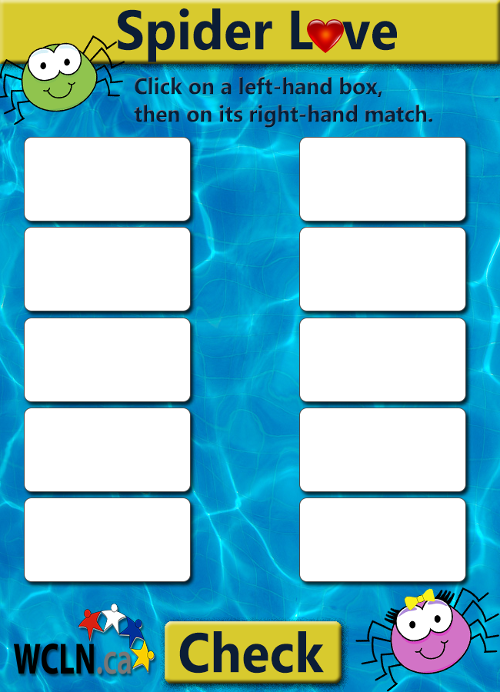 Spider Love
Click on a left-hand box,
then on its right-hand match.
WCLN.ca
Check